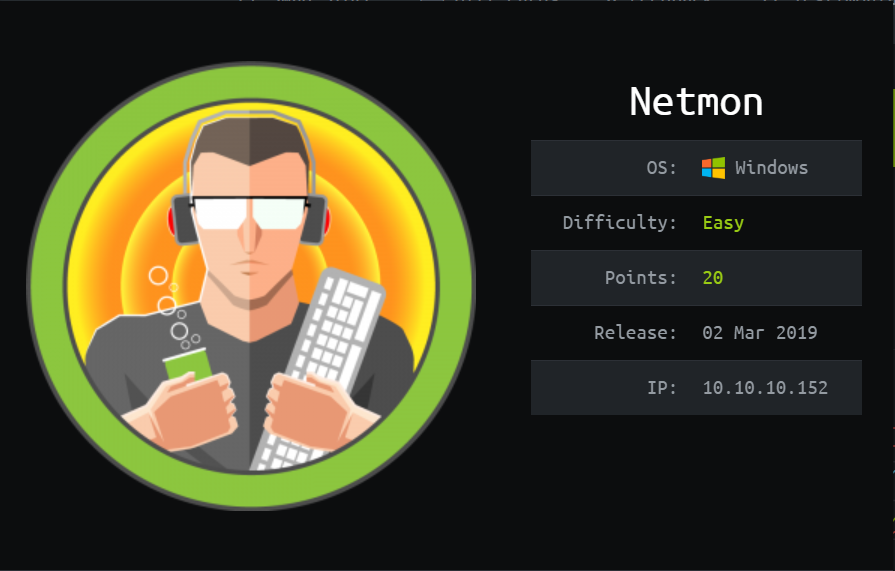 Netmon
OS: Windows
Difficulty: Easy
Points: 20
Release: 02 Mar 2019
IP: 10.10.10.152